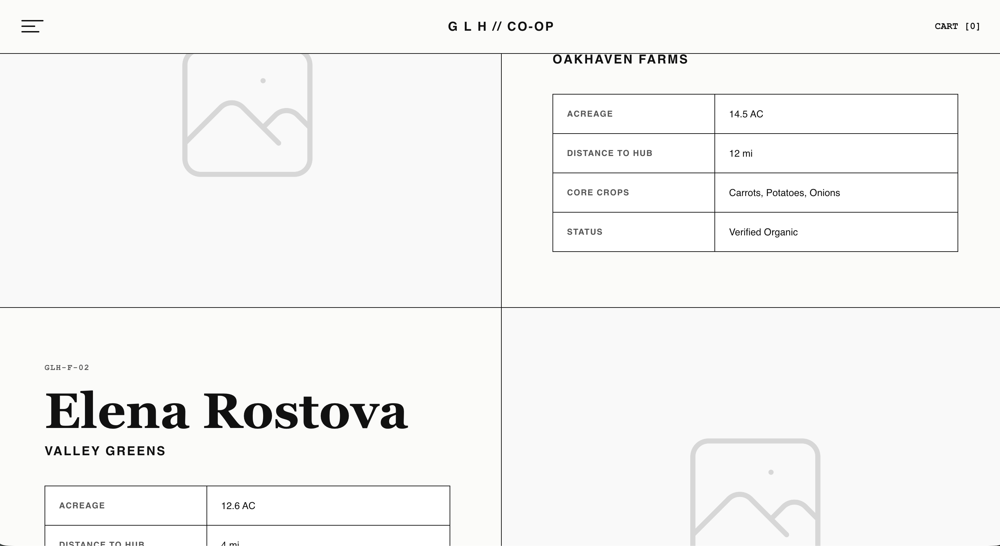 G L H // CO-OP
CART [0]
OAKHAVEN FARMS
ACREAGE 14.5 AC
DISTANCE TO HUB 12 mi
CORE CROPS Carrots, Potatoes, Onions
STATUS Verified Organic
GLH-F-02
Elena Rostova
VALLEY GREENS
ACREAGE 12.6 AC
DISTANCE TO HUB 4 mi